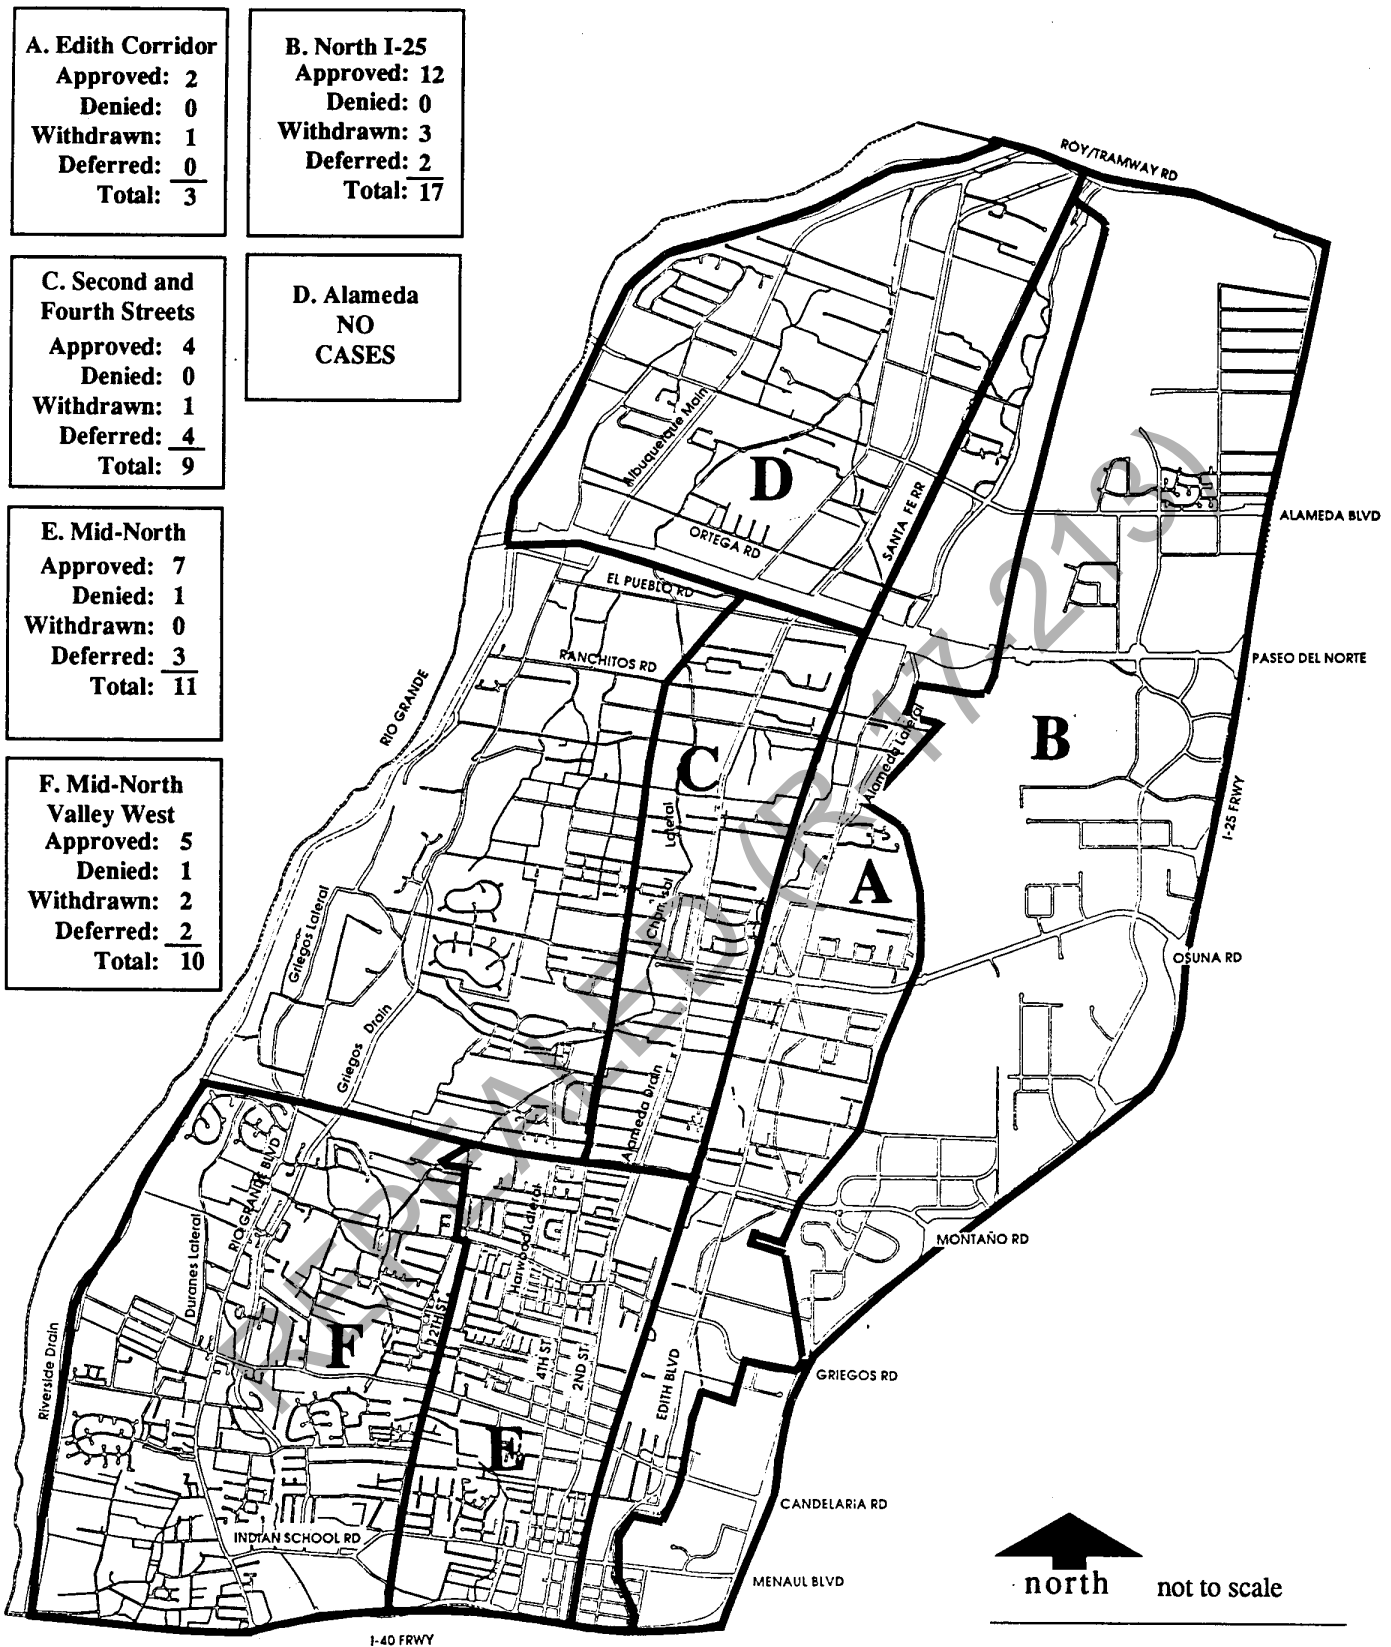 A. Edith Corridor
Approved: 2
Denied: 0
Withdrawn: 1
Deferred: 0
Total: 3
B. North I-25
Approved: 12
Denied: 0
Withdrawn: 3
Deferred: 2
Total: 17
C. Second and
Fourth Streets
Approved: 4
Denied: 0
Withdrawn: 1
Deferred: 4
Total: 9
D. Alameda
NO
CASES
E. Mid-North
Approved: 7
Denied: 1
Withdrawn: 0
Deferred: 3
Total: 11
F. Mid-North
Valley West
Approved: 5
Denied: 1
Withdrawn: 2
Deferred: 2
Total: 10
ROY/TRAMWAY RD
Albuquerque Main
D
SANTA FE RR
ORTEGA RD
ALAMEDA BLVD
EL PUEBLO RD
RANCHITOS RD
PASEO DEL NORTE
RIO GRANDE
Alameda Lateral
B
C
I-25 FRWY
Chamisal Lateral
A
Griegos Lateral
OSUNA RD
Griegos Drain
Alameda Drain
RIO GRANDE BLVD
Duranes Lateral
Harwood Lateral
MONTAÑO RD
12TH ST
F
4TH ST
2ND ST
EDITH BLVD
Riverside Drain
GRIEGOS RD
E
CANDELARIA RD
INDIAN SCHOOL RD
MENAUL BLVD
I-40 FRWY
north
not to scale
REPEALED (R-17-213)